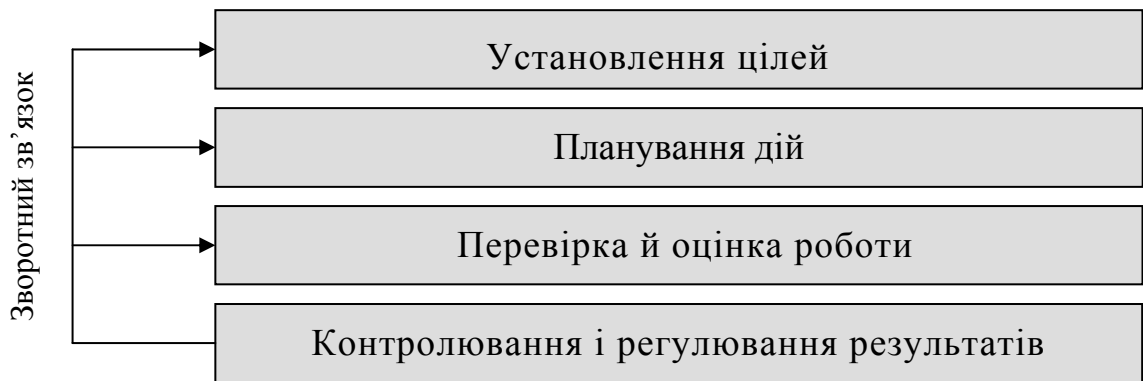 Зворотний зв’язок
Установлення цілей
Планування дій
Перевірка й оцінка роботи
Контролювання і регулювання результатів